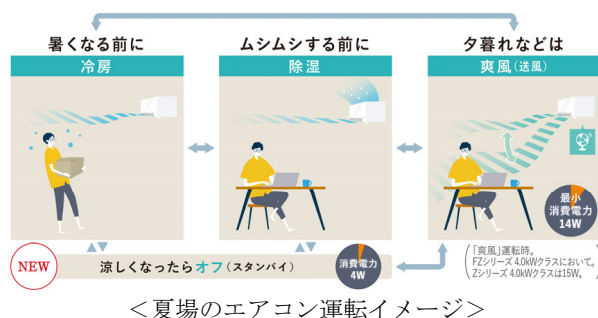 暑くなる前に
冷房
ムシムシする前に
除湿
夕暮れなどは
爽風(送風)
最小
消費電力
14W
NEW
涼しくなったらオフ(スタンバイ)
消費電力
4W
「爽風」運転時。
FZシリーズ 4.0kWクラスにおいて。
Zシリーズ 4.0kWクラスは15W。
<夏場のエアコン運転イメージ>